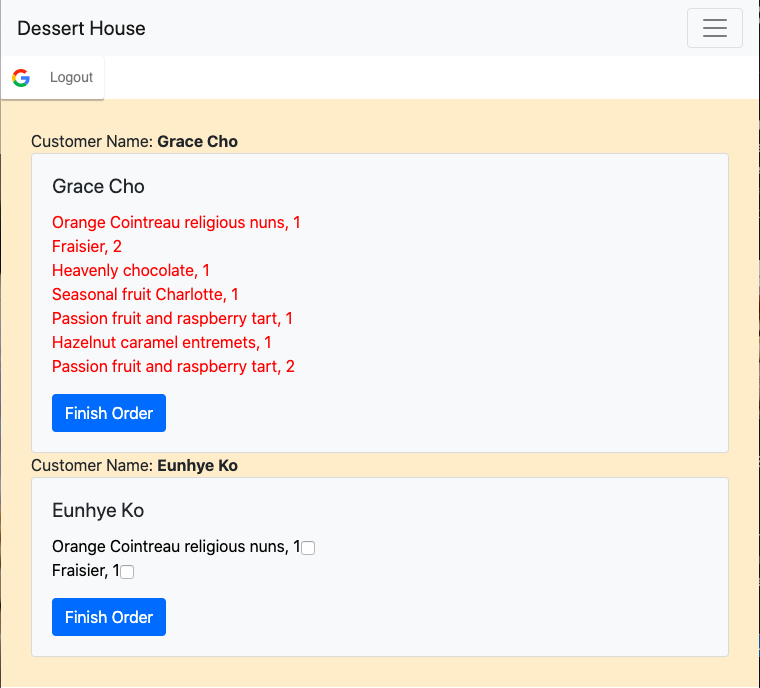 Dessert House
Logout
Customer Name: Grace Cho
Grace Cho
Orange Cointreau religious nuns, 1
Fraisier, 2
Heavenly chocolate, 1
Seasonal fruit Charlotte, 1
Passion fruit and raspberry tart, 1
Hazelnut caramel entremets, 1
Passion fruit and raspberry tart, 2
Finish Order
Customer Name: Eunhye Ko
Eunhye Ko
Orange Cointreau religious nuns, 1
Fraisier, 1
Finish Order